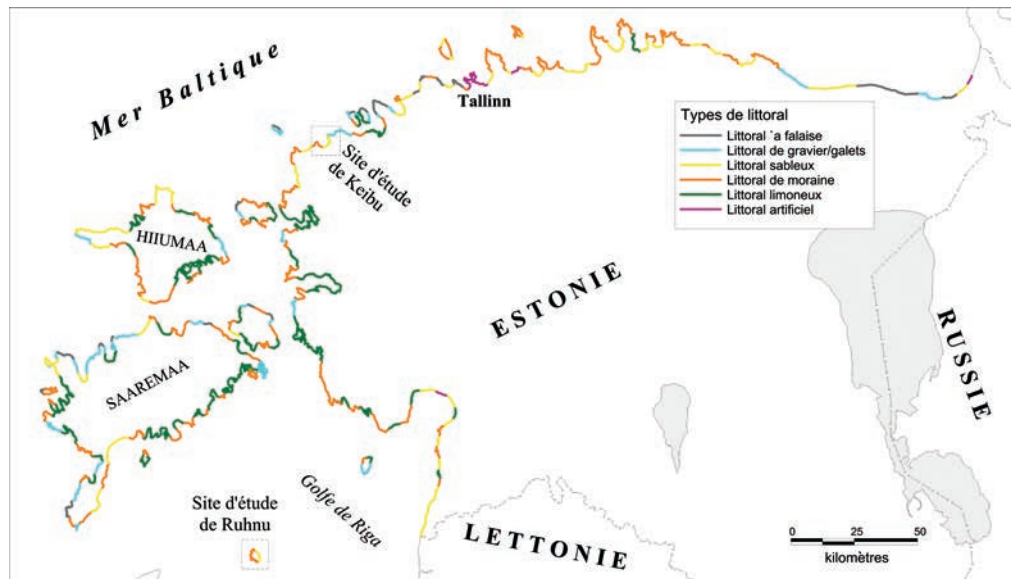 Mer Baltique
Tallinn
Site d'étude
de Keibu
Types de littoral
Littoral `a falaise
Littoral de gravier/galets
Littoral sableux
Littoral de moraine
Littoral limoneux
Littoral artificiel
HIIUMAA
ESTONIE
RUSSIE
SAAREMAA
Golfe de Riga
Site d'étude
de Ruhnu
LETTONIE
0 25 50
kilomètres